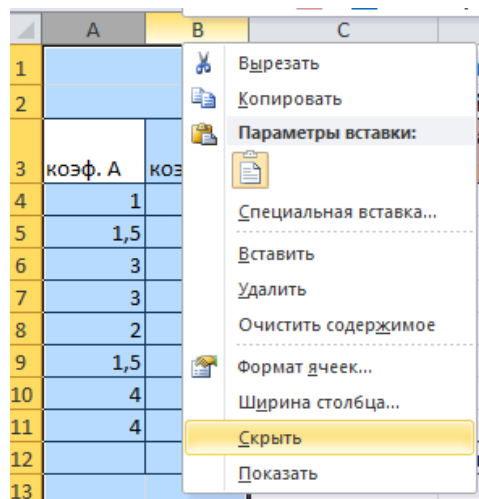 A B C
1 Вырезать
2 Копировать
Параметры вставки:
3 коэф. А коэ
4 1 Специальная вставка...
5 1,5
6 3 Вставить
7 3 Удалить
8 2 Очистить содержимое
9 1,5 Формат ячеек...
10 4 Ширина столбца...
11 4 Скрыть
12 Показать
13